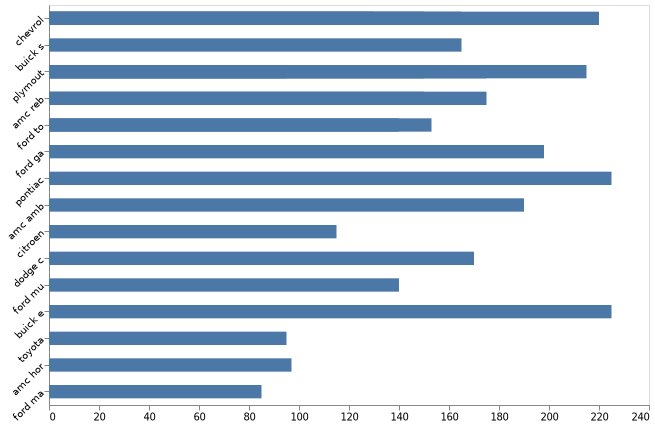 chevrol
buick s
plymout
amc reb
ford to
ford ga
pontiac
amc amb
citroen
dodge c
ford mu
buick e
toyota
amc hor
ford ma
0 20 40 60 80 100 120 140 160 180 200 220 240